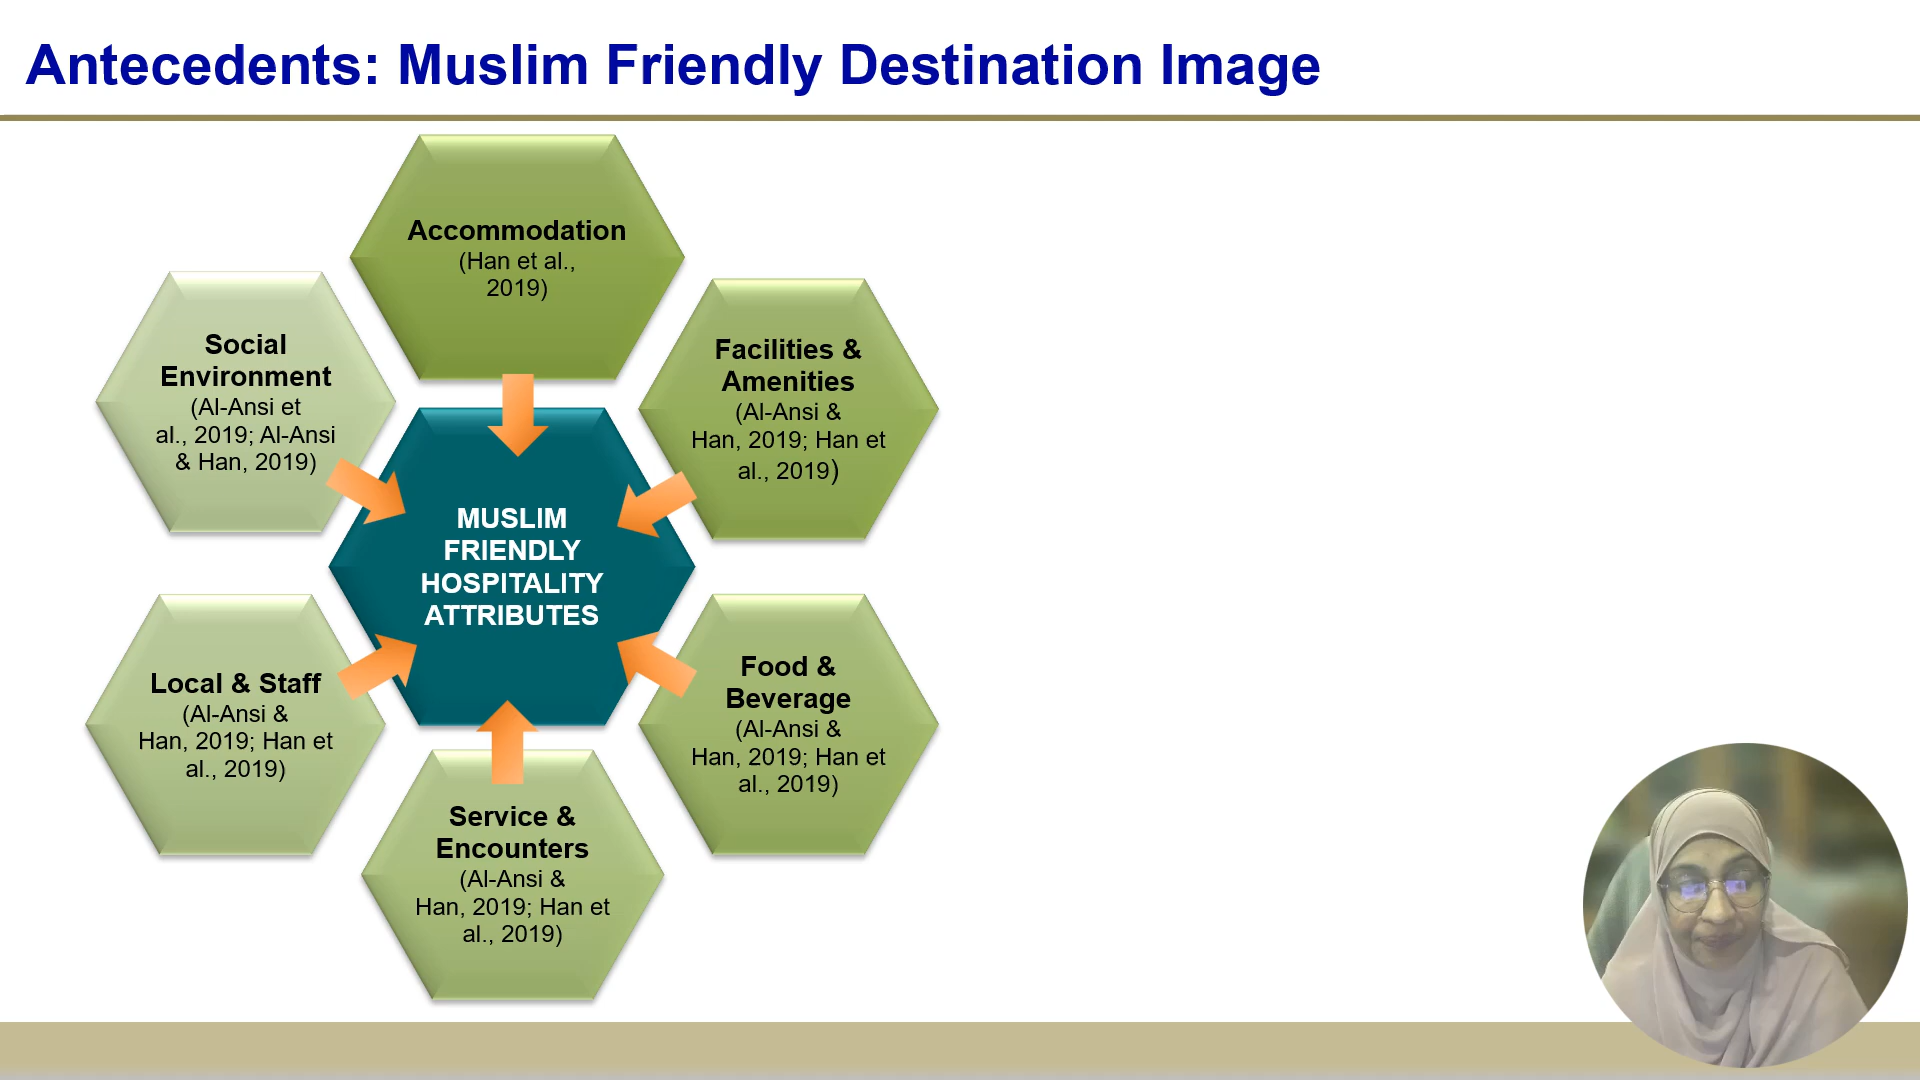 Antecedents: Muslim Friendly Destination Image
Accommodation
(Han et al.,
2019)
Facilities &
Amenities
(Al-Ansi &
Han, 2019; Han et
al., 2019)
Food &
Beverage
(Al-Ansi &
Han, 2019; Han et
al., 2019)
Service &
Encounters
(Al-Ansi &
Han, 2019; Han et
al., 2019)
Local & Staff
(Al-Ansi &
Han, 2019; Han et
al., 2019)
Social
Environment
(Al-Ansi et
al., 2019; Al-Ansi
& Han, 2019)
MUSLIM
FRIENDLY
HOSPITALITY
ATTRIBUTES